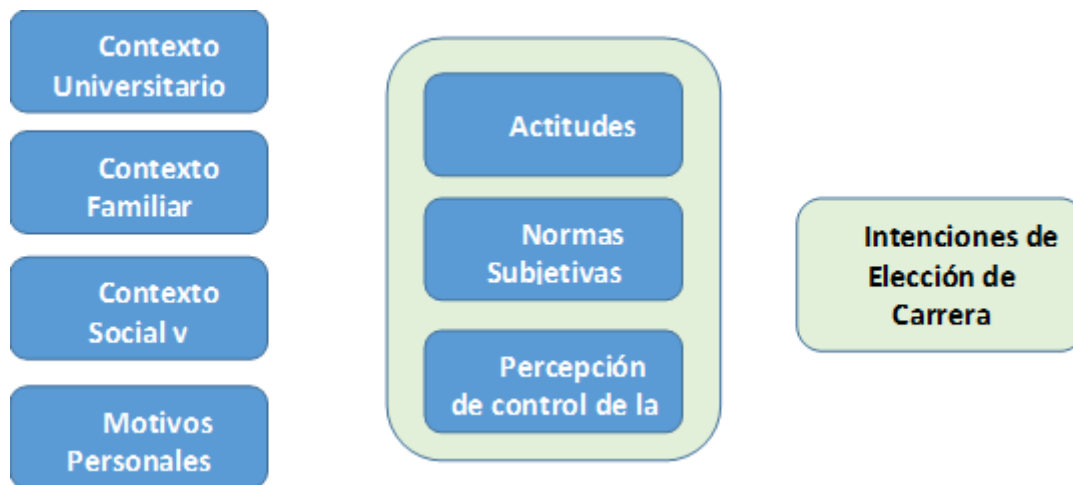 Contexto
Universitario
Contexto
Familiar
Contexto
Social v
Motivos
Personales
Actitudes
Normas
Subjetivas
Percepción
de control de la
Intenciones de
Elección de
Carrera